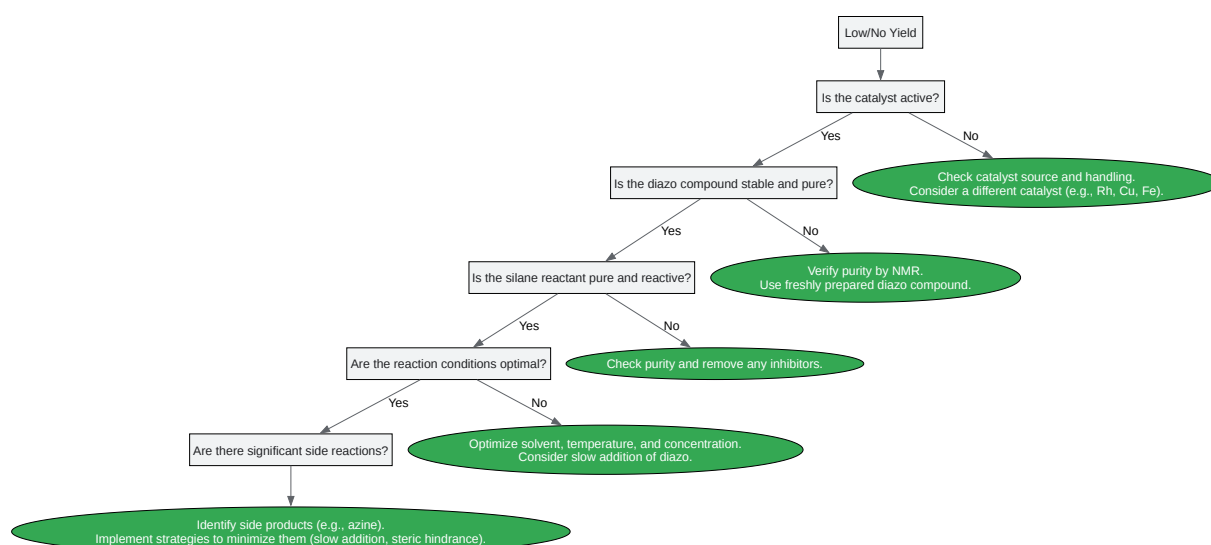 Low/No Yield
Is the catalyst active?
Yes
No
Is the diazo compound stable and pure?
Check catalyst source and handling.
Consider a different catalyst (e.g., Rh, Cu, Fe).
Yes
No
Is the silane reactant pure and reactive?
Verify purity by NMR.
Use freshly prepared diazo compound.
Yes
No
Are the reaction conditions optimal?
Check purity and remove any inhibitors.
Yes
No
Are there significant side reactions?
Optimize solvent, temperature, and concentration.
Consider slow addition of diazo.
Identify side products (e.g., azine).
Implement strategies to minimize them (slow addition, steric hindrance).